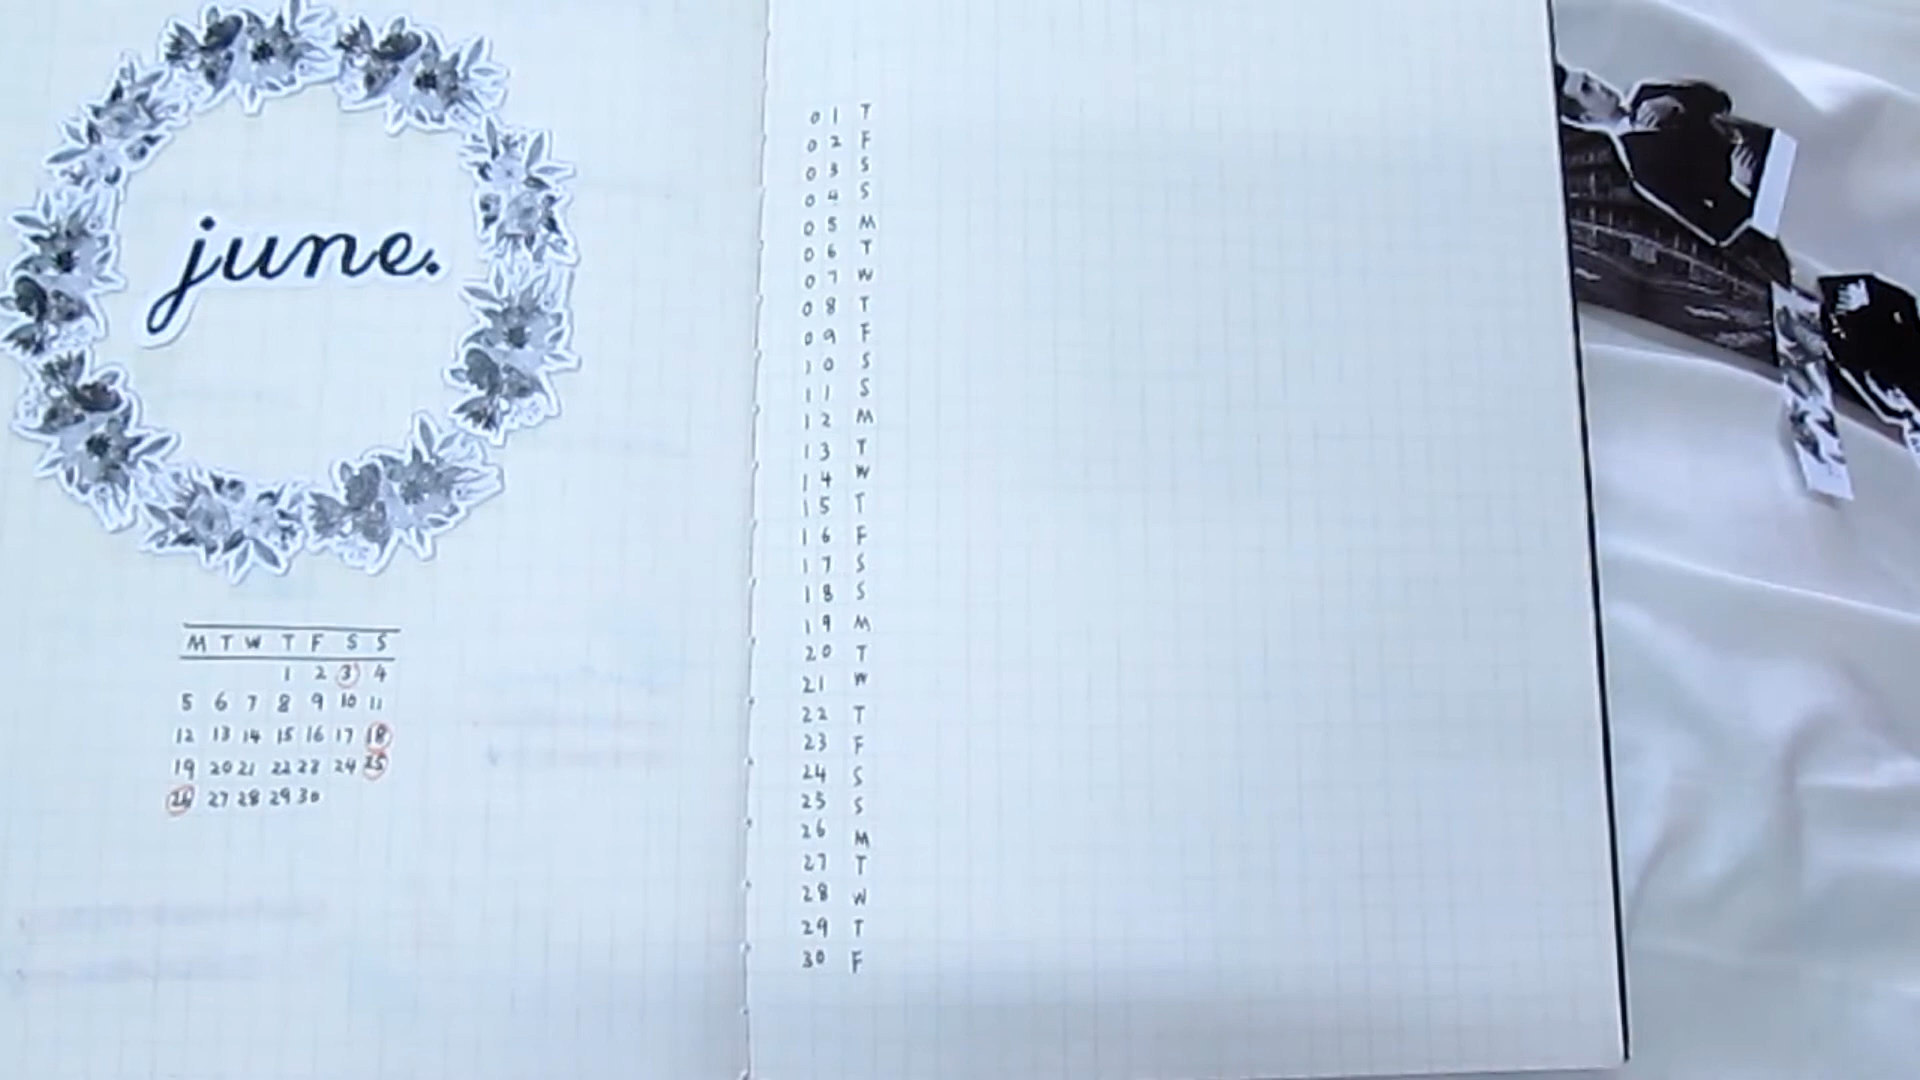 june.
M T W T F S S
1 2 3 4
5 6 7 8 9 10 11
12 13 14 15 16 17 18
19 20 21 22 23 24 25
26 27 28 29 30
01 T
02 F
03 S
04 S
05 M
06 T
07 W
08 T
09 F
10 S
11 S
12 M
13 T
14 W
15 T
16 F
17 S
18 S
19 M
20 T
21 W
22 T
23 F
24 S
25 S
26 M
27 T
28 W
29 T
30 F